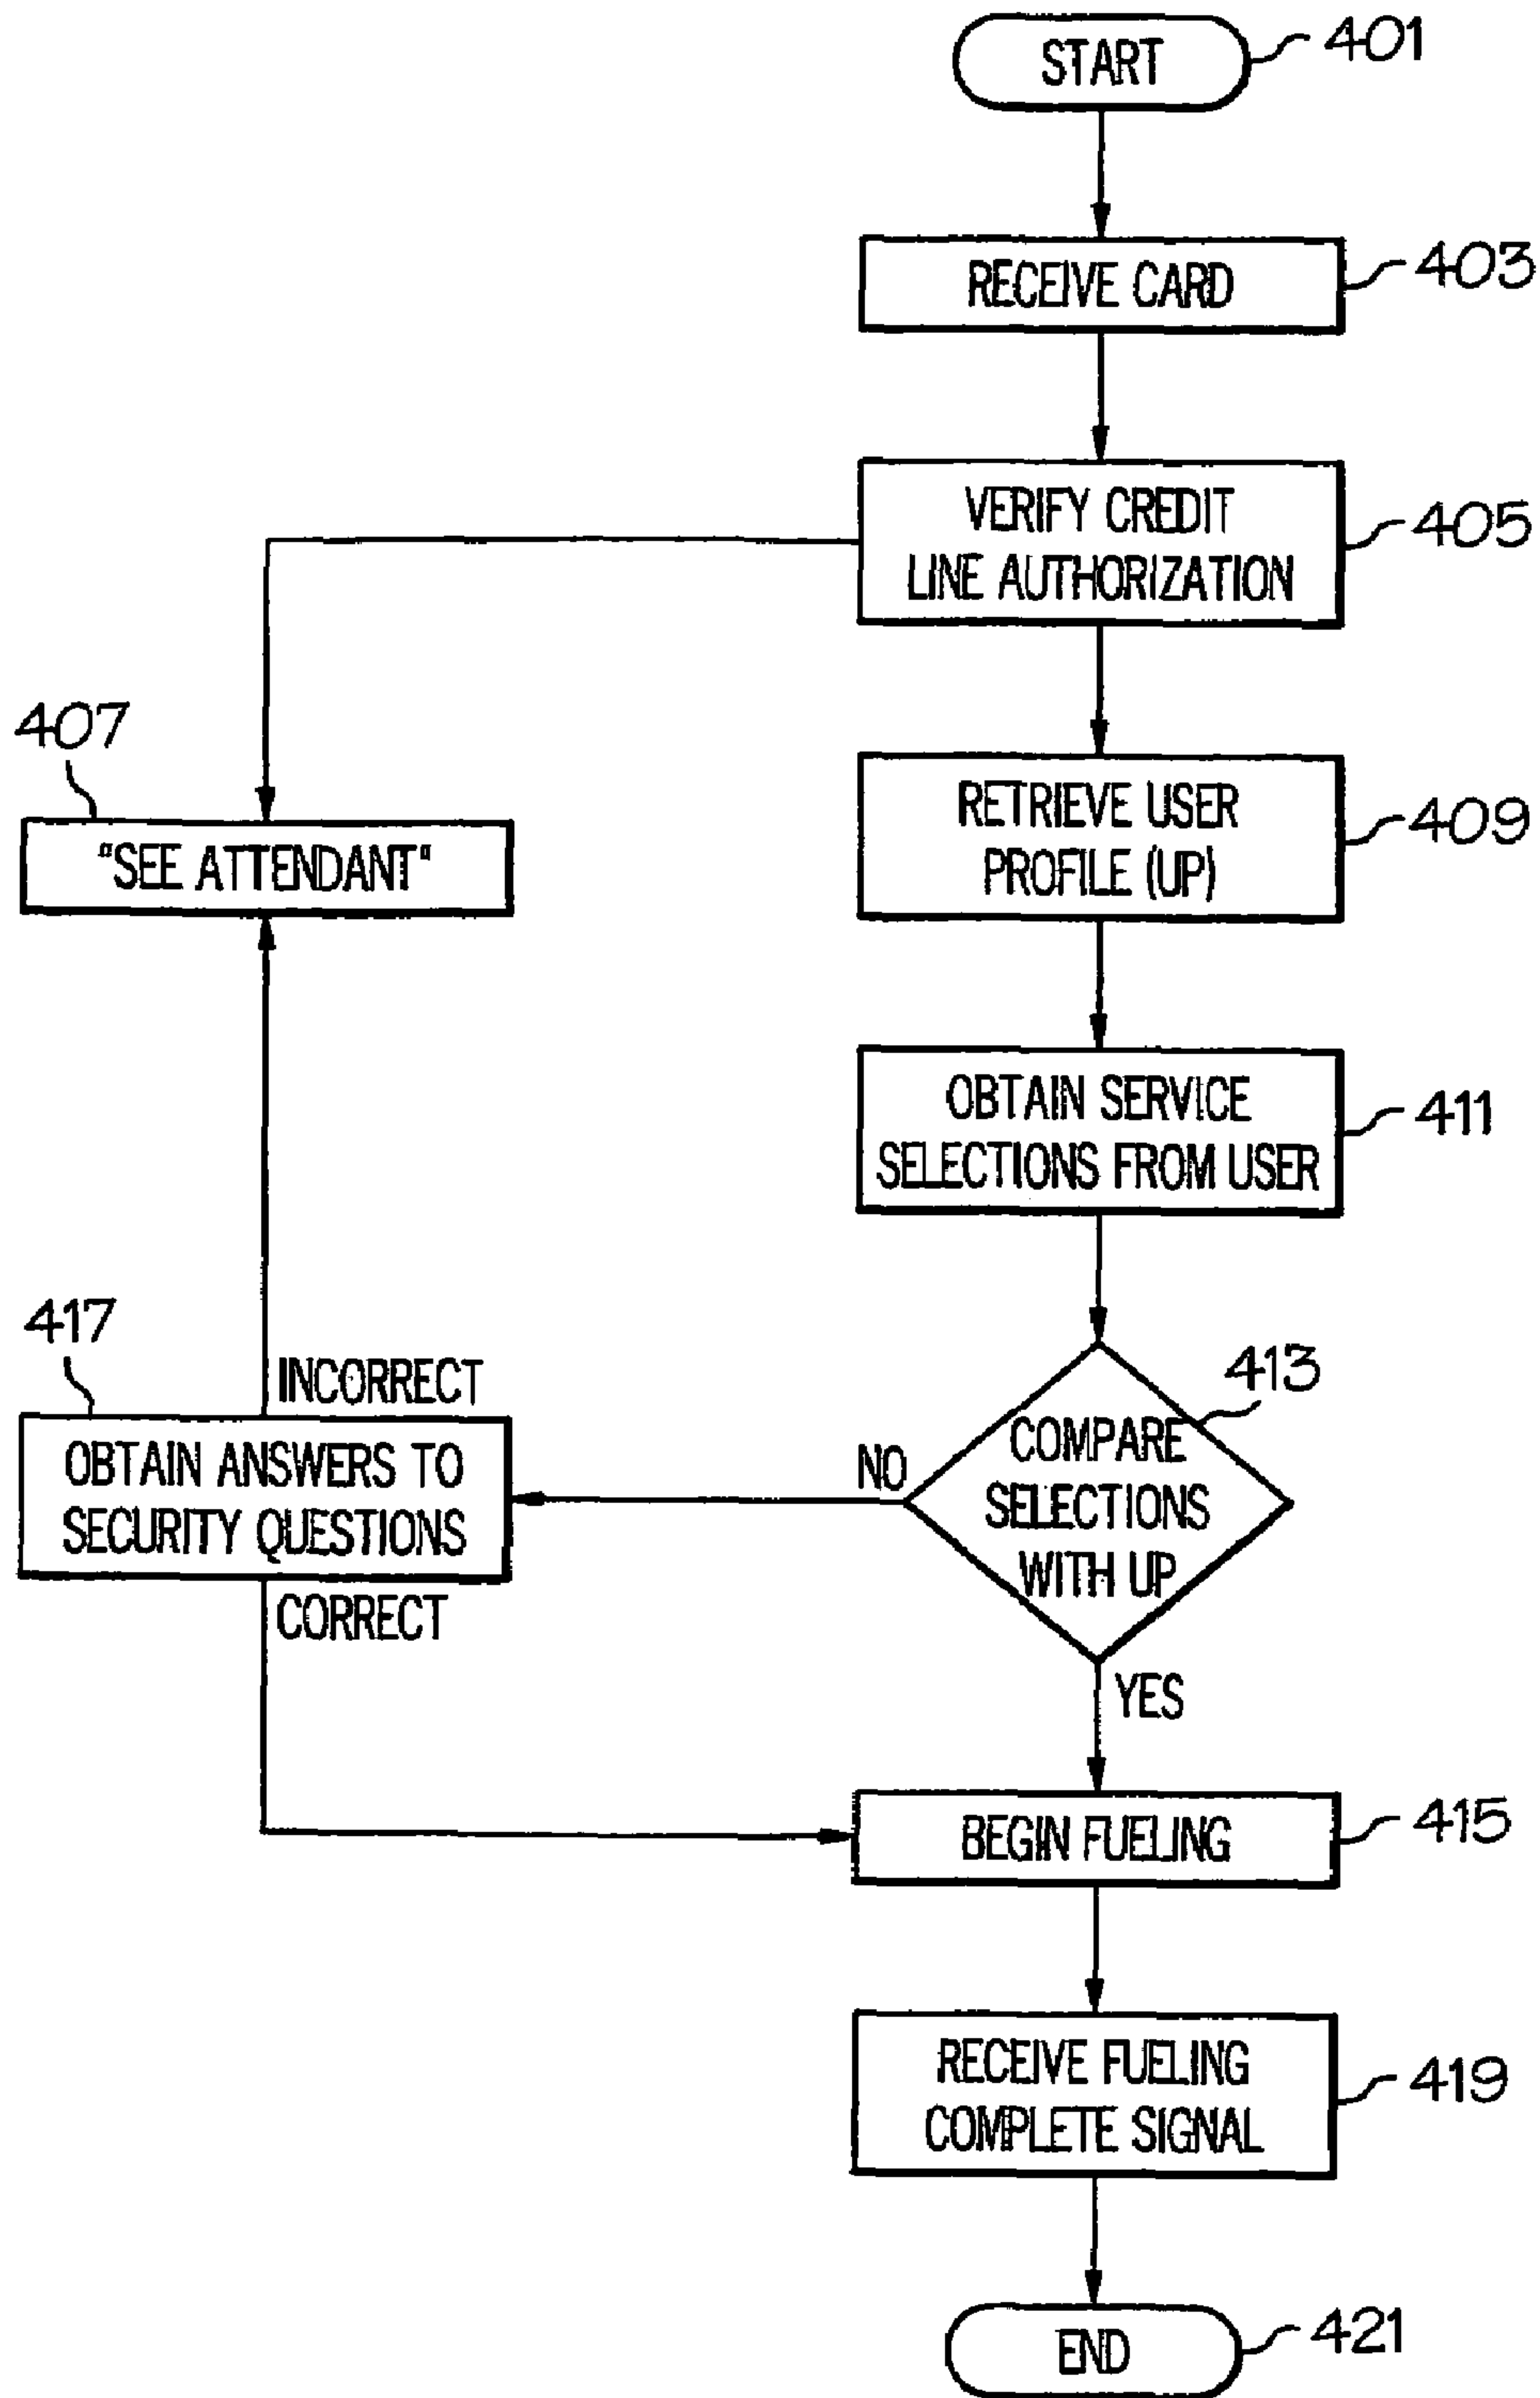 START
401
RECEIVE CARD
403
VERIFY CREDIT
LINE AUTHORIZATION
405
407
"SEE ATTENDANT"
RETRIEVE USER
PROFILE (UP)
409
OBTAIN SERVICE
SELECTIONS FROM USER
411
417
INCORRECT
OBTAIN ANSWERS TO
SECURITY QUESTIONS
CORRECT
NO
413
COMPARE
SELECTIONS
WITH UP
YES
BEGIN FUELING
415
RECEIVE FUELING
COMPLETE SIGNAL
419
END
421